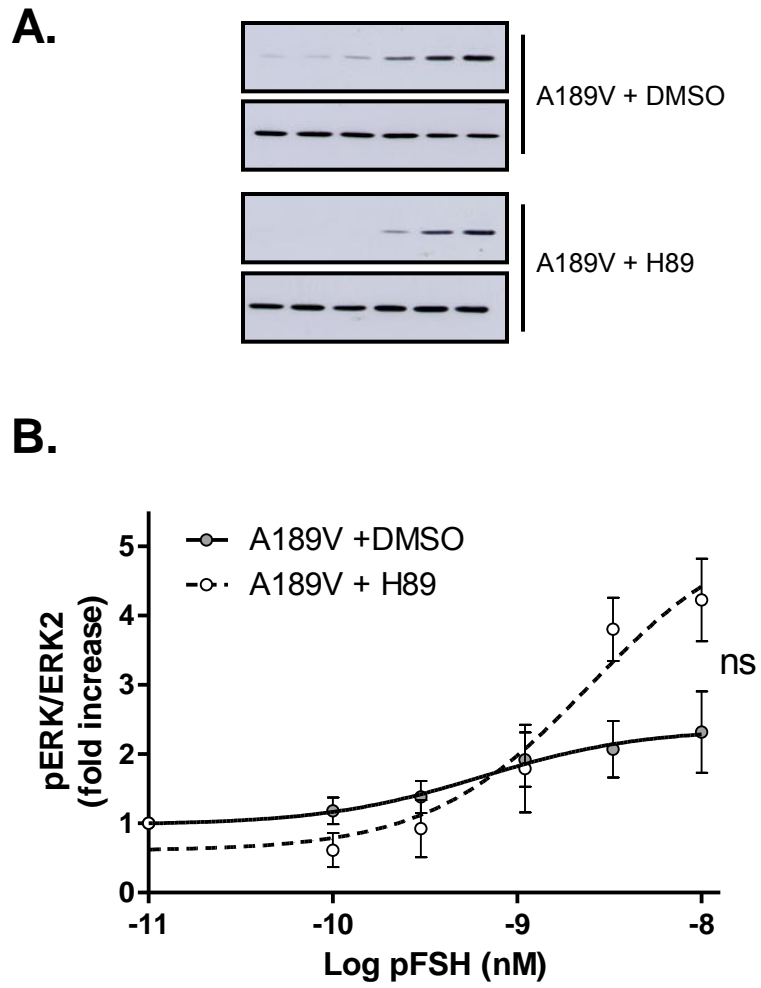 A.
A189V + DMSO
A189V + H89
B.
A189V +DMSO
A189V + H89
pERK/ERK2
(fold increase)
5
4
3
2
1
0
ns
-11 -10 -9 -8
Log pFSH (nM)